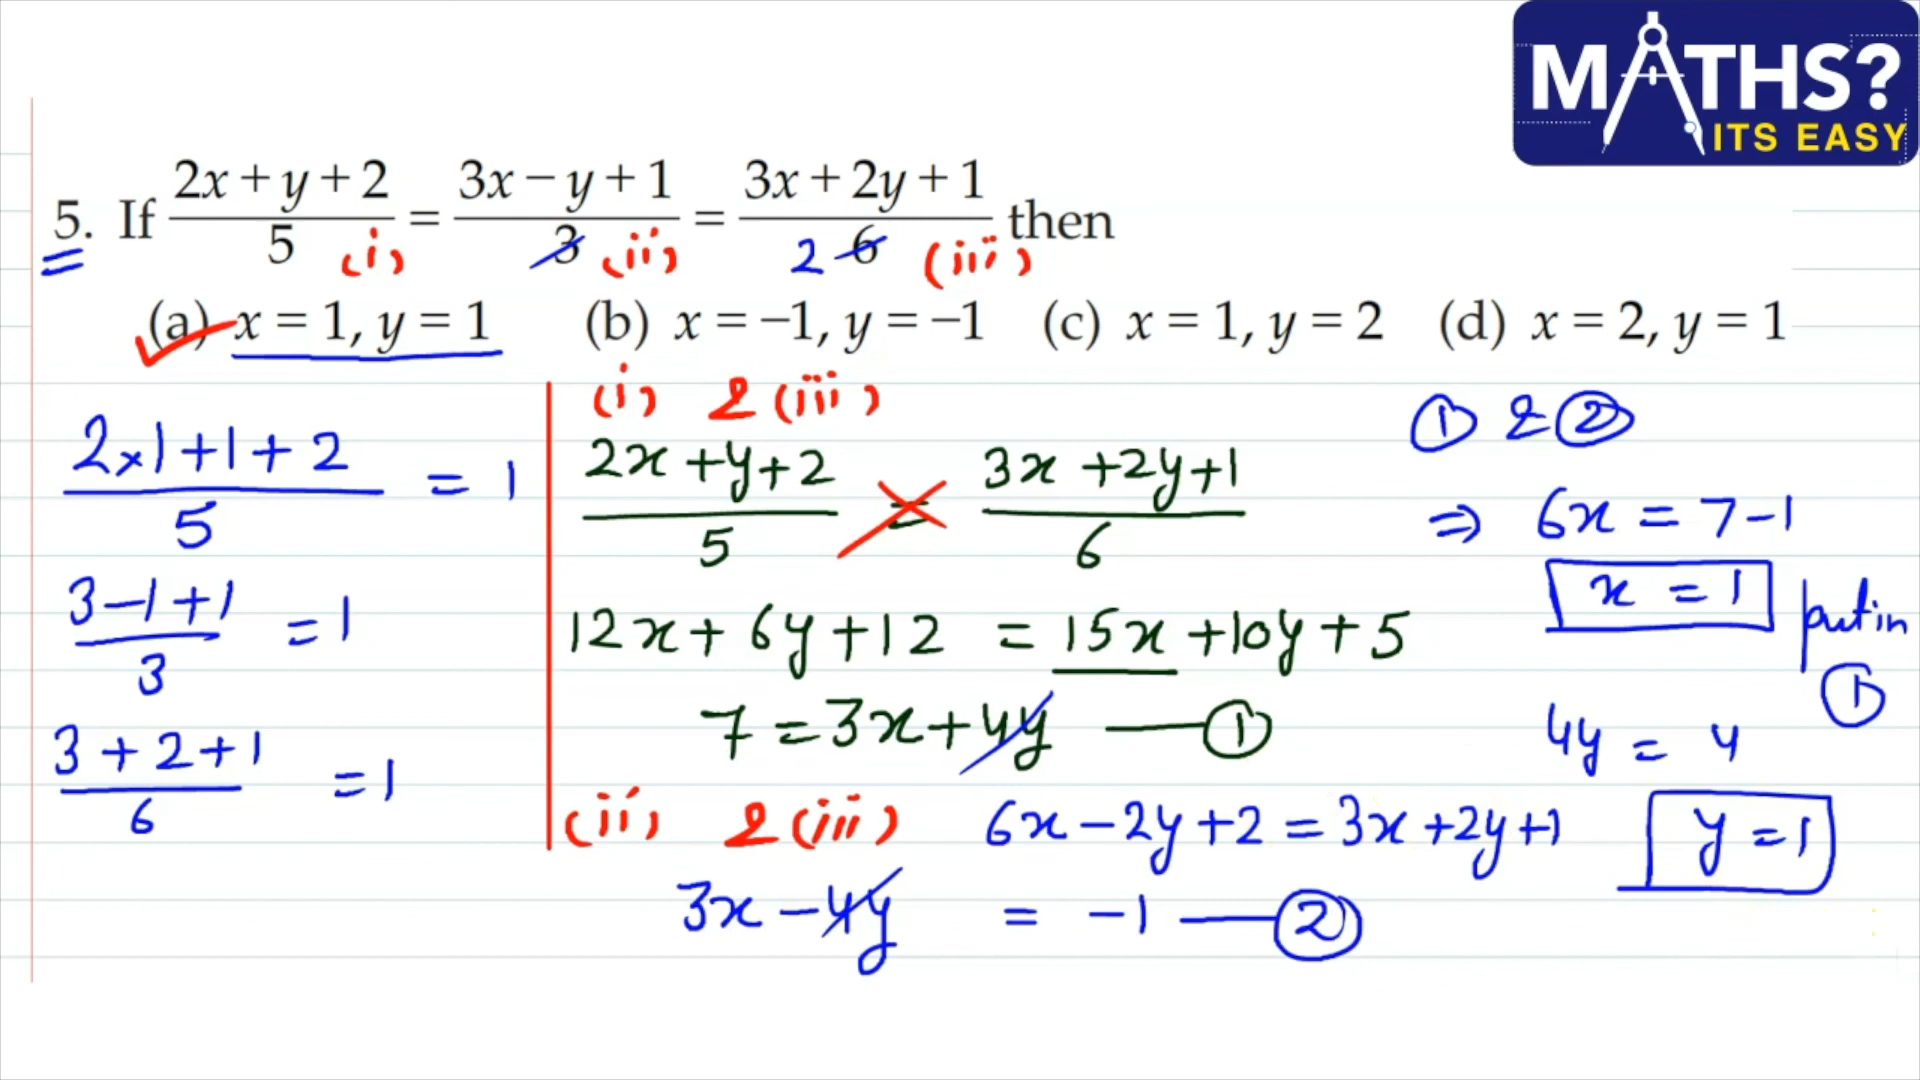 MATHS?
ITS EASY
5. If (2x + y + 2)/5 (i) = (3x − y + 1)/3 (ii) = (3x + 2y + 1)/6 2 (iii) then
(a) x = 1, y = 1 (b) x = −1, y = −1 (c) x = 1, y = 2 (d) x = 2, y = 1
(2×1+1+2)/5 = 1
(3−1+1)/3 = 1
(3+2+1)/6 = 1
(i) & (iii)
(2x+y+2)/5 = (3x+2y+1)/6
12x+6y+12 = 15x+10y+5
7 = 3x+4y — ①
(ii) & (iii) 6x−2y+2 = 3x+2y+1
3x−4y = −1 — ②
① & ②
⇒ 6x = 7−1
x = 1 put in ①
4y = 4
y = 1